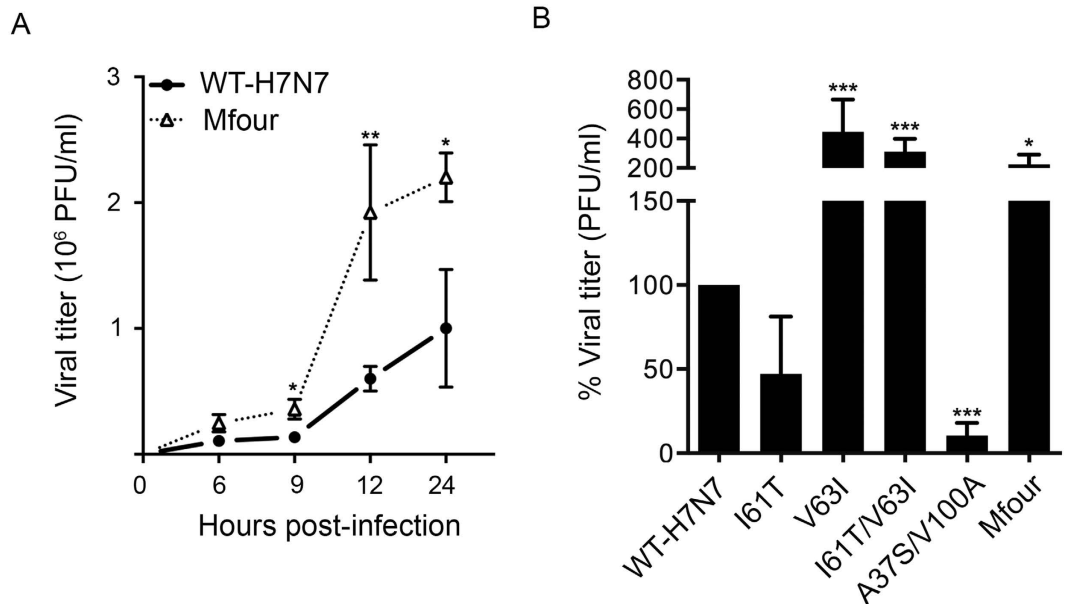 A
3
WT-H7N7
Mfour
**
*
2
Viral titer (10⁶ PFU/ml)
1
*
0
6
9
12
24
Hours post-infection
B
800
600
400
200
150
100
50
0
% Viral titer (PFU/ml)
***
***
*
***
WT-H7N7
I61T
V63I
I61T/V63I
A37S/V100A
Mfour